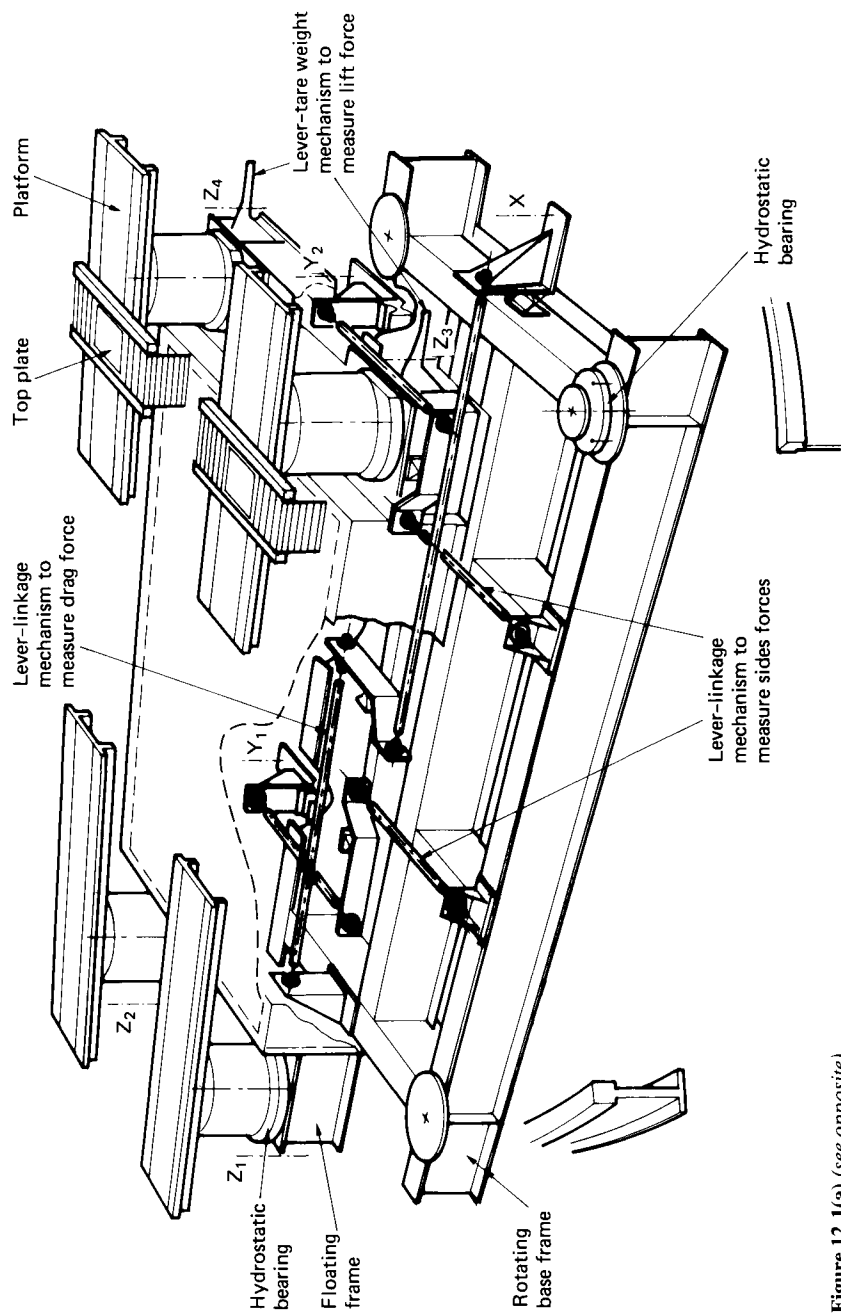 Platform
Top plate
Lever-tare weight
mechanism to
measure lift force
Lever-linkage
mechanism to
measure drag force
Z4
Y2
Z3
X
Y1
Z2
Z1
Hydrostatic
bearing
Hydrostatic
bearing
Floating
frame
Lever-linkage
mechanism to
measure sides forces
Rotating
base frame
Figure 12.1(a) (see opposite)